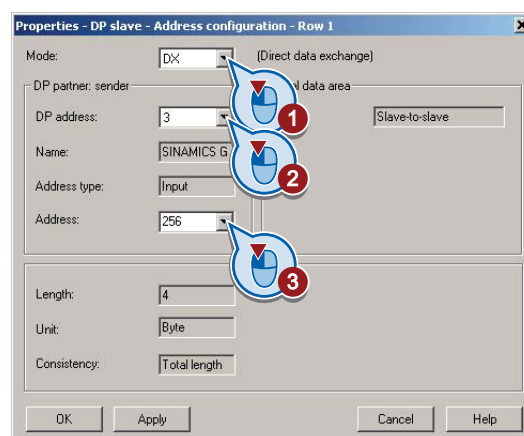 Properties - DP slave - Address configuration - Row 1
Mode: DX (Direct data exchange)
DP partner: sender data area
DP address: 3 Slave-to-slave
1
Name: SINAMICS G
2
Address type: Input
Address: 256
3
Length: 4
Unit: Byte
Consistency: Total length
OK Apply Cancel Help